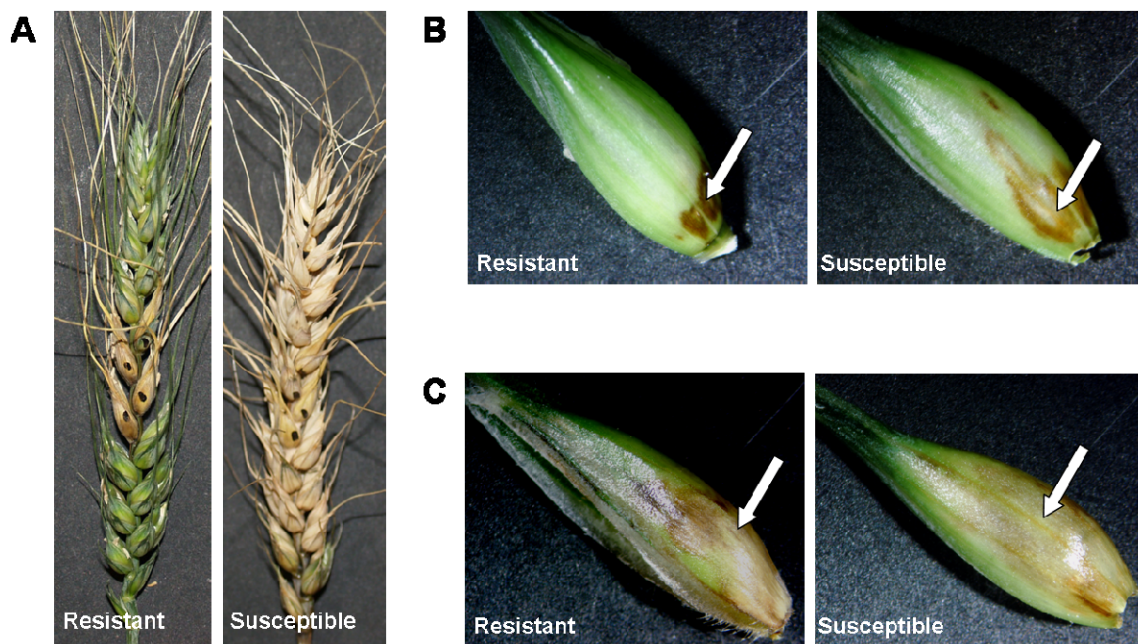 A
Resistant
Susceptible
B
Resistant
Susceptible
C
Resistant
Susceptible